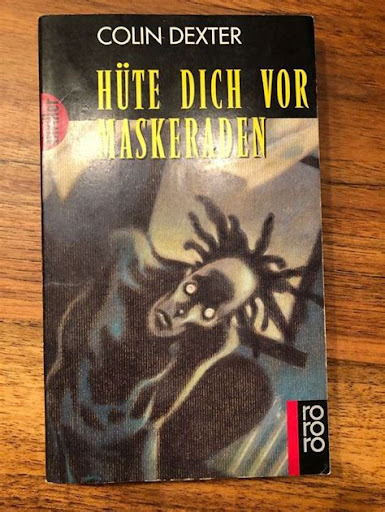 COLIN DEXTER
HÜTE DICH VOR
MASKERADEN
ro
ro
ro